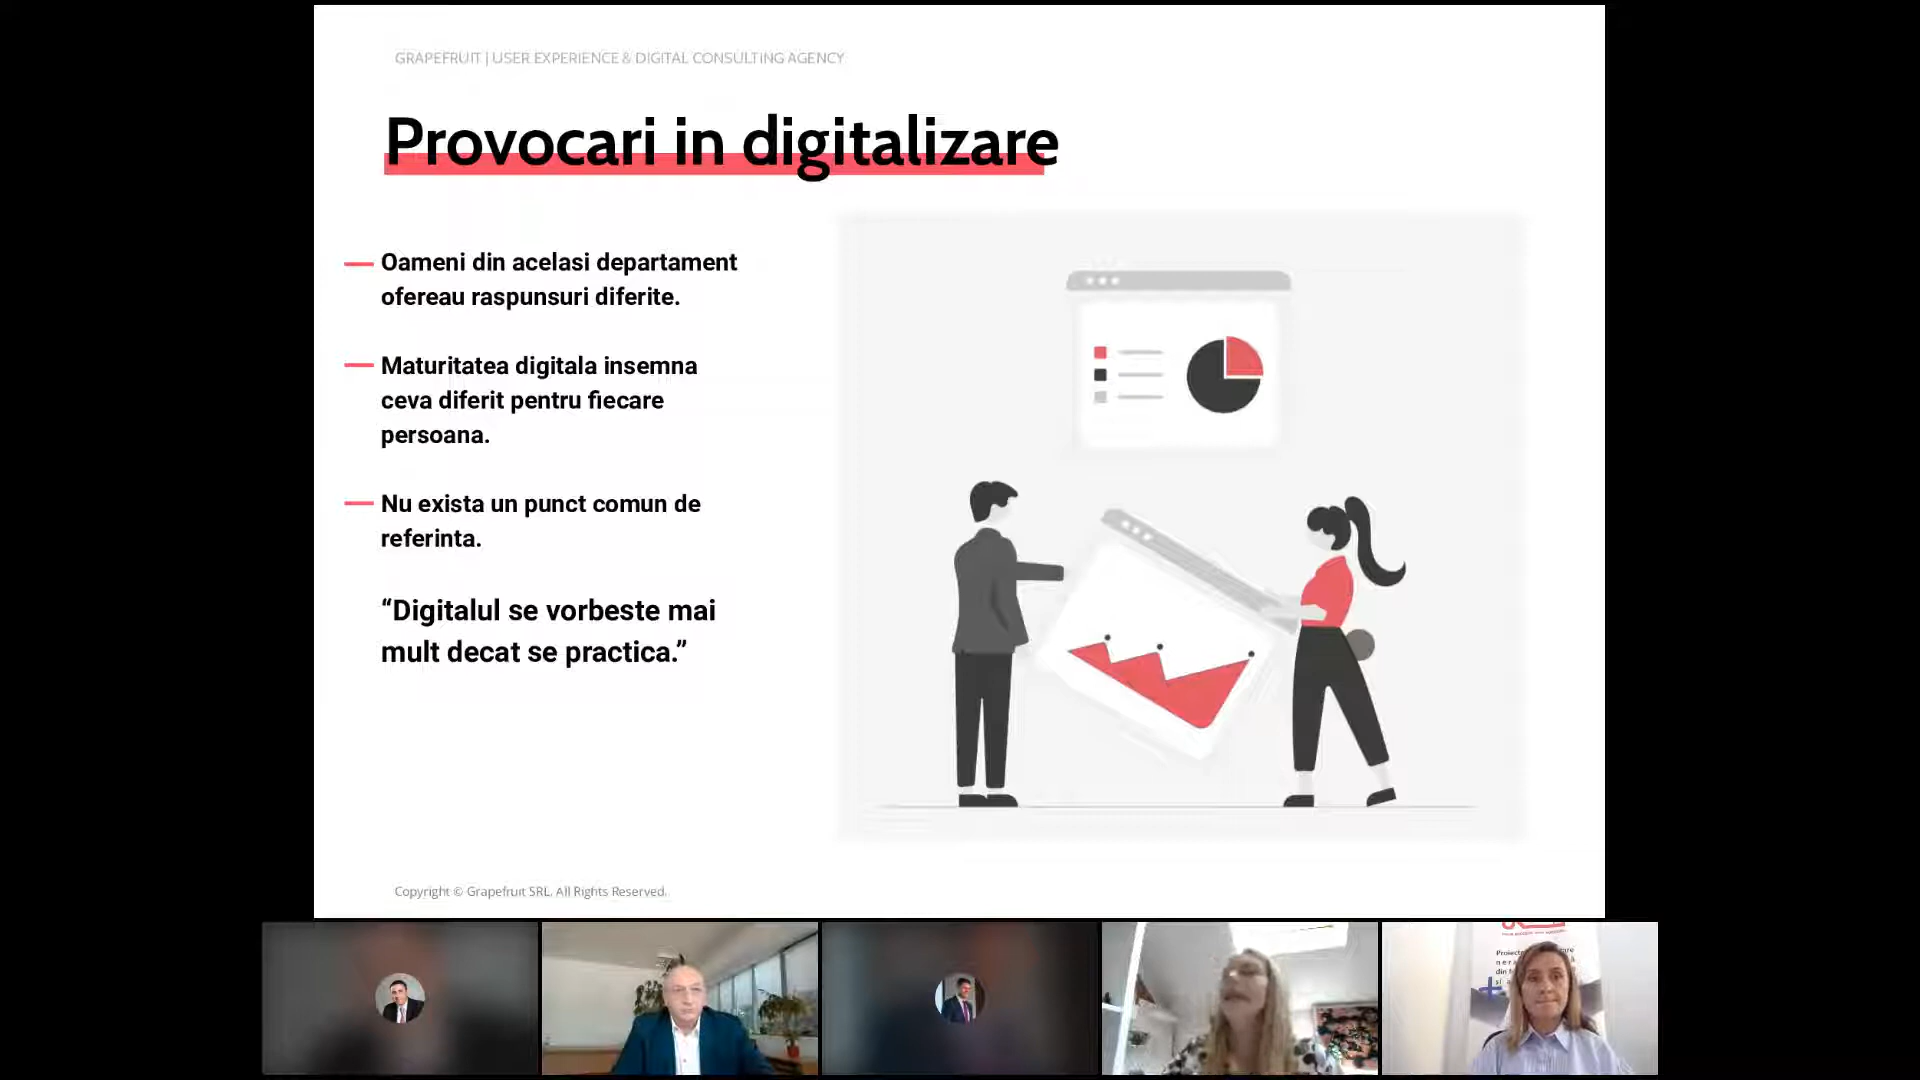 GRAPEFRUIT | USER EXPERIENCE & DIGITAL CONSULTING AGENCY
Provocari in digitalizare
Oameni din acelasi departament
ofereau raspunsuri diferite.
Maturitatea digitala insemna
ceva diferit pentru fiecare
persoana.
Nu exista un punct comun de
referinta.
“Digitalul se vorbeste mai
mult decat se practica.”
Copyright © Grapefruit SRL. All Rights Reserved.